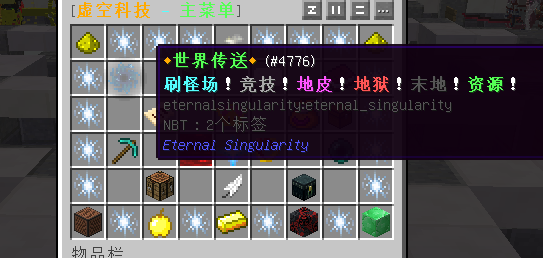 [虚空科技 主菜单]
◆世界传送◆ (#4776)
刷怪场！竞技！地皮！地狱！末地！资源！
eternalsingularity:eternal_singularity
NBT：2个标签
Eternal Singularity
物品栏